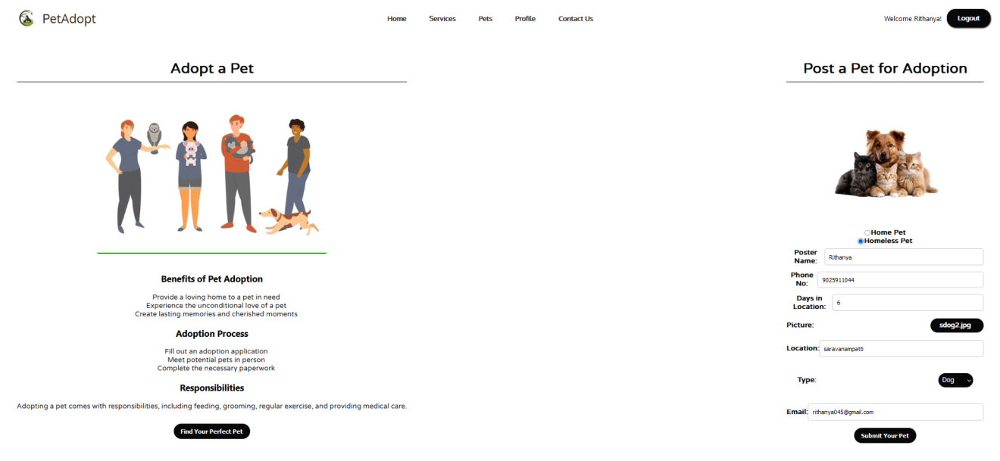 PetAdopt
Home
Services
Pets
Profile
Contact Us
Welcome Rithanya!
Logout
Adopt a Pet
Benefits of Pet Adoption
Provide a loving home to a pet in need
Experience the unconditional love of a pet
Create lasting memories and cherished moments
Adoption Process
Fill out an adoption application
Meet potential pets in person
Complete the necessary paperwork
Responsibilities
Adopting a pet comes with responsibilities, including feeding, grooming, regular exercise, and providing medical care.
Find Your Perfect Pet
Post a Pet for Adoption
Home Pet
Homeless Pet
Poster
Name:
Rithanya
Phone
No:
9025911044
Days in
Location:
6
Picture:
sdog2.jpg
Location:
saravanampatti
Type:
Dog
Email:
rithanya045@gmail.com
Submit Your Pet